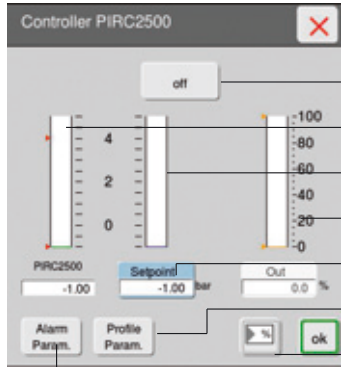 Controller PIRC2500
off
100
4
80
60
2
40
0
20
0
PIRC2500
Setpoint
Out
-1.00
-1.00 bar
0.0 %
Alarm
Param.
Profile
Param.
%
ok